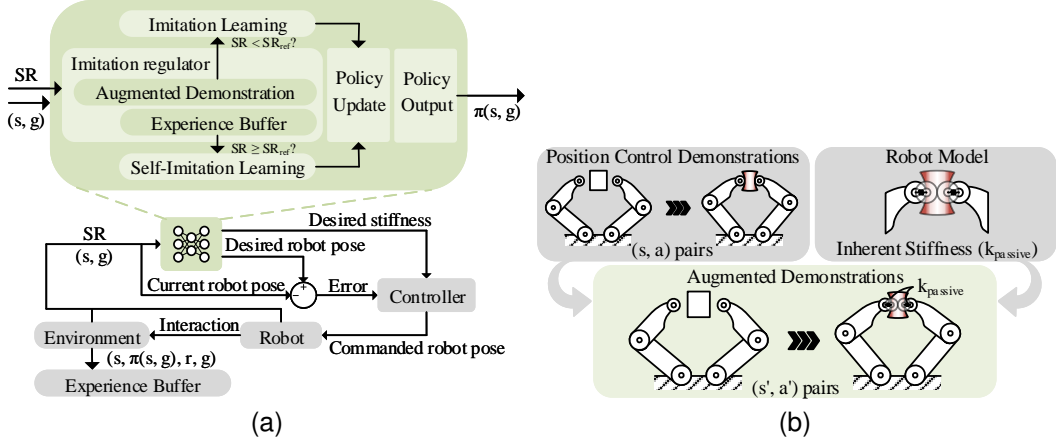 Imitation Learning
SR < SR_ref?
Imitation regulator
Augmented Demonstration
Experience Buffer
SR ≥ SR_ref?
Self-Imitation Learning
Policy
Update
Policy
Output
SR
(s, g)
π(s, g)
SR
(s, g)
Desired stiffness
Desired robot pose
Current robot pose
+
−
Error
Controller
Interaction
Environment
Robot
Commanded robot pose
(s, π(s, g), r, g)
Experience Buffer
(a)
Position Control Demonstrations
(s, a) pairs
Robot Model
Inherent Stiffness (k_passive)
Augmented Demonstrations
k_passive
(s', a') pairs
(b)